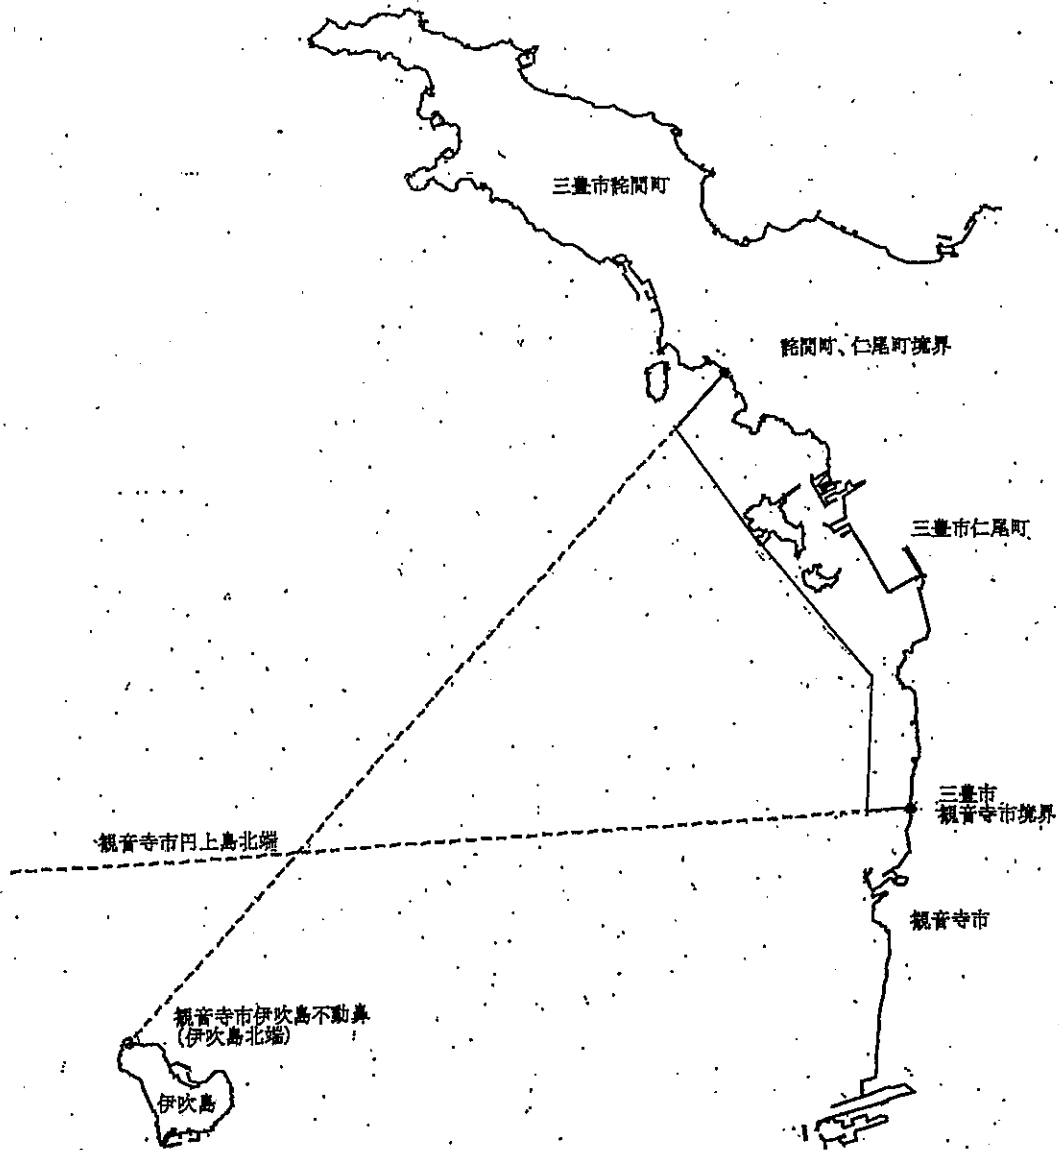 三豊市詫間町
詫間町、仁尾町境界
三豊市仁尾町
三豊市
観音寺市境界
観音寺市円上島北端
観音寺市
観音寺市伊吹島不動鼻
(伊吹島北端)
伊吹島